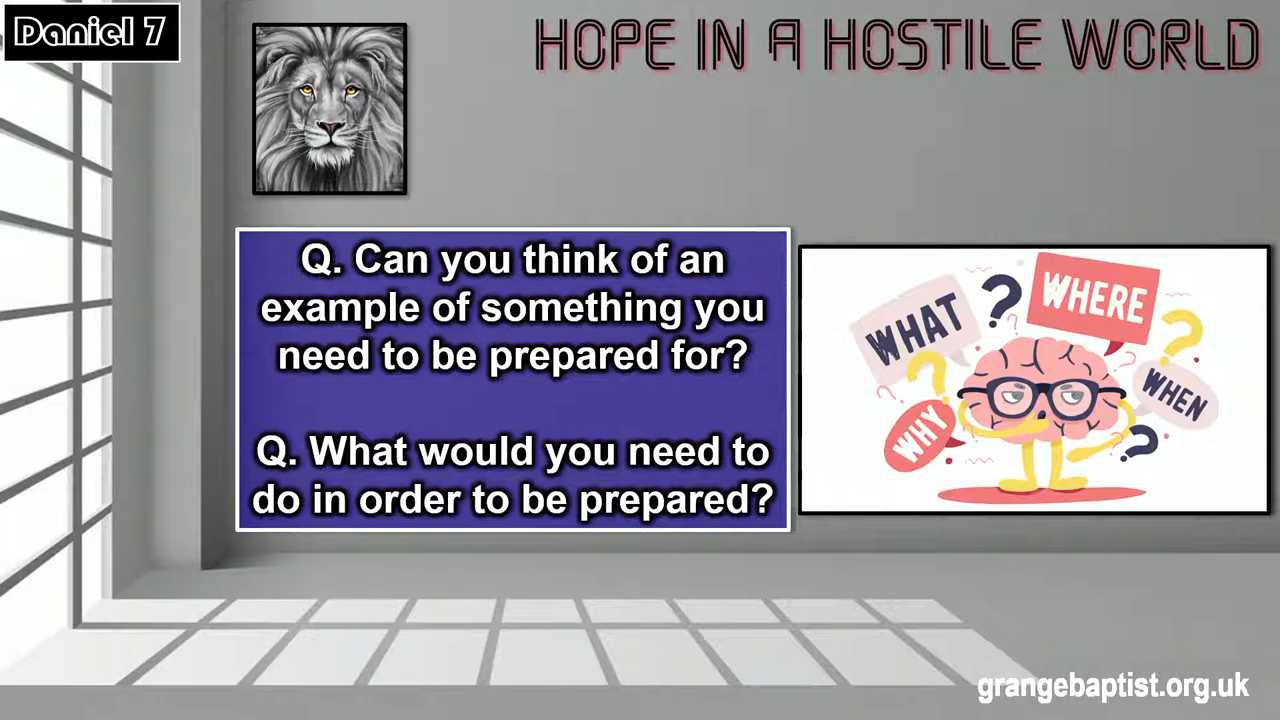 Daniel 7
HOPE IN A HOSTILE WORLD
Q. Can you think of an
example of something you
need to be prepared for?
Q. What would you need to
do in order to be prepared?
WHAT
?
WHERE
WHY
WHEN
grangebaptist.org.uk